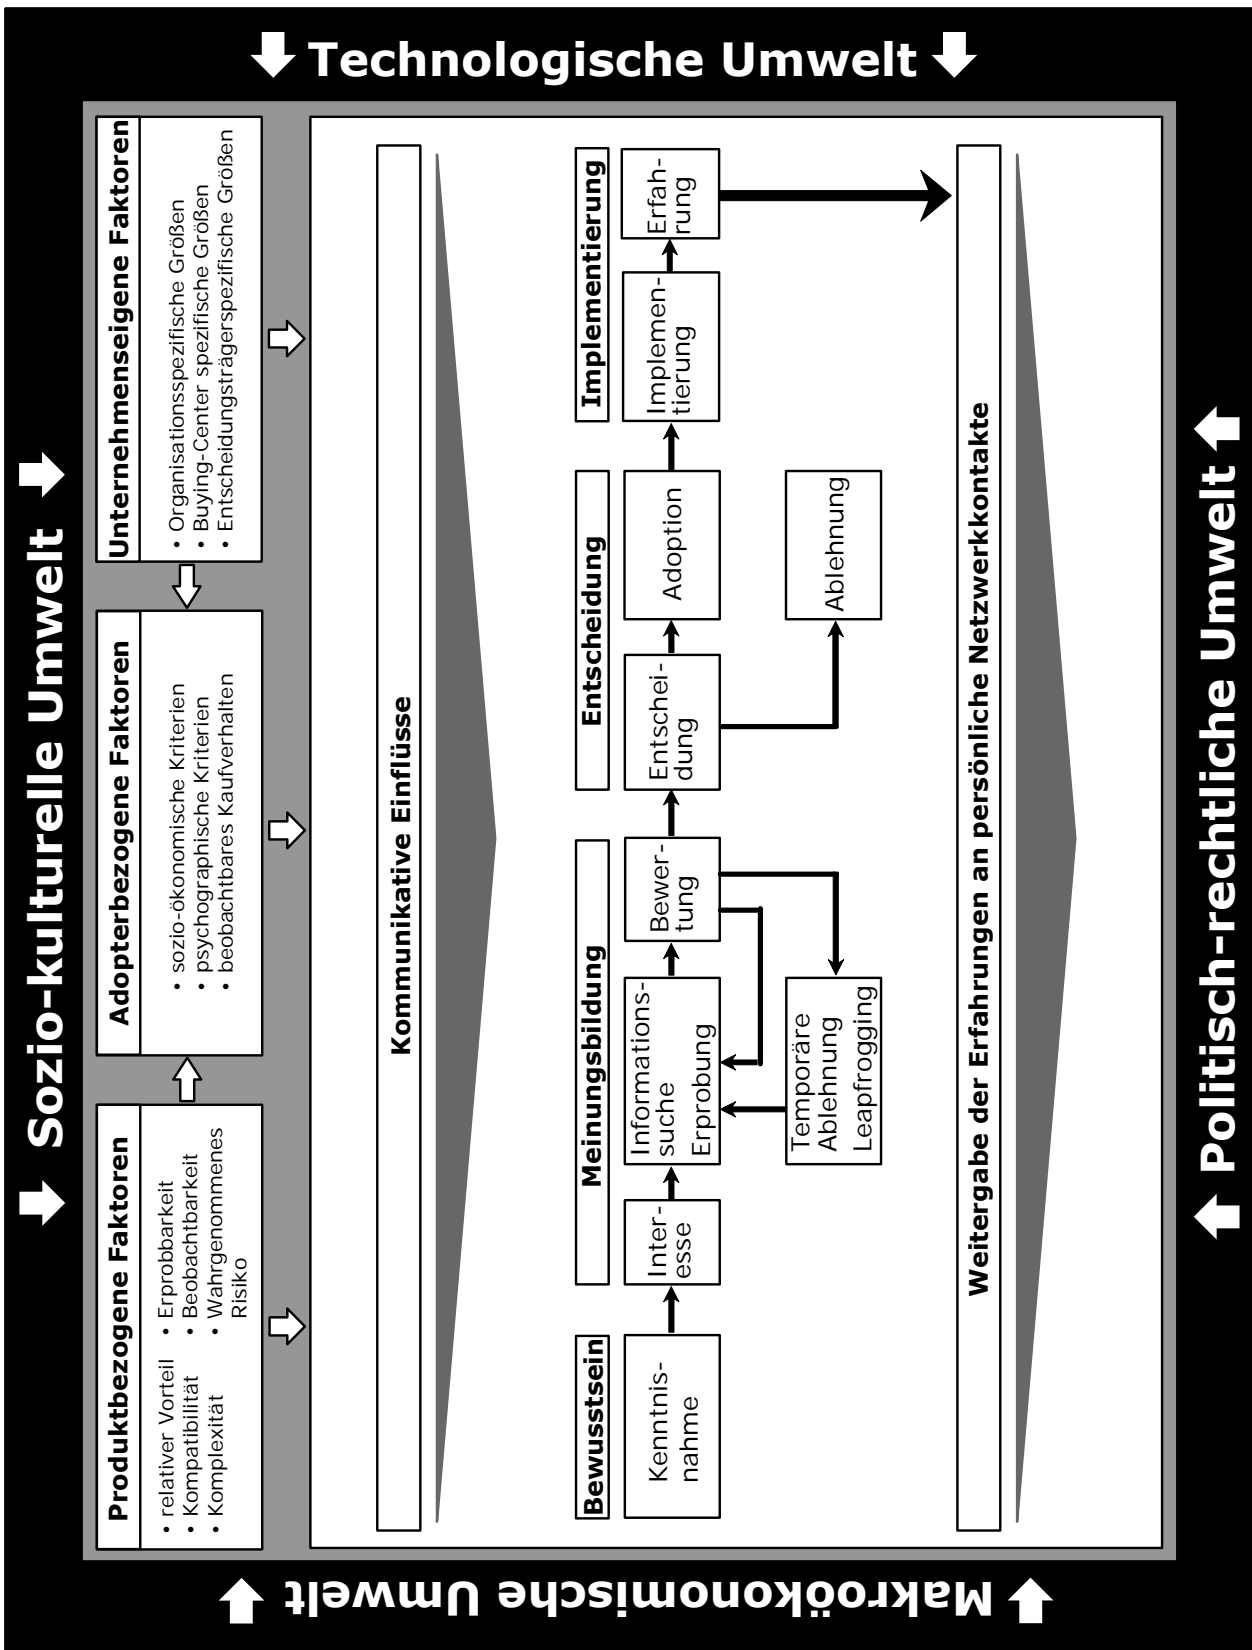 Sozio-kulturelle Umwelt
Makroökonomische Umwelt
Technologische Umwelt
Produktbezogene Faktoren
• relativer Vorteil
• Kompatibilität
• Komplexität
• Erprobbarkeit
• Beobachtbarkeit
• Wahrgenommenes
Risiko
Adopterbezogene Faktoren
• sozio-ökonomische Kriterien
• psychographische Kriterien
• beobachtbares Kaufverhalten
Unternehmenseigene Faktoren
• Organisationsspezifische Größen
• Buying-Center spezifische Größen
• Entscheidungsträgerspezifische Größen
Kommunikative Einflüsse
Bewusstsein
Meinungsbildung
Entscheidung
Implementierung
Kenntnis-
nahme
Inter-
esse
Informations-
suche
Erprobung
Bewer-
tung
Entschei-
dung
Adoption
Implemen-
tierung
Erfah-
rung
Temporäre
Ablehnung
Leapfrogging
Ablehnung
Weitergabe der Erfahrungen an persönliche Netzwerkkontakte
Politisch-rechtliche Umwelt